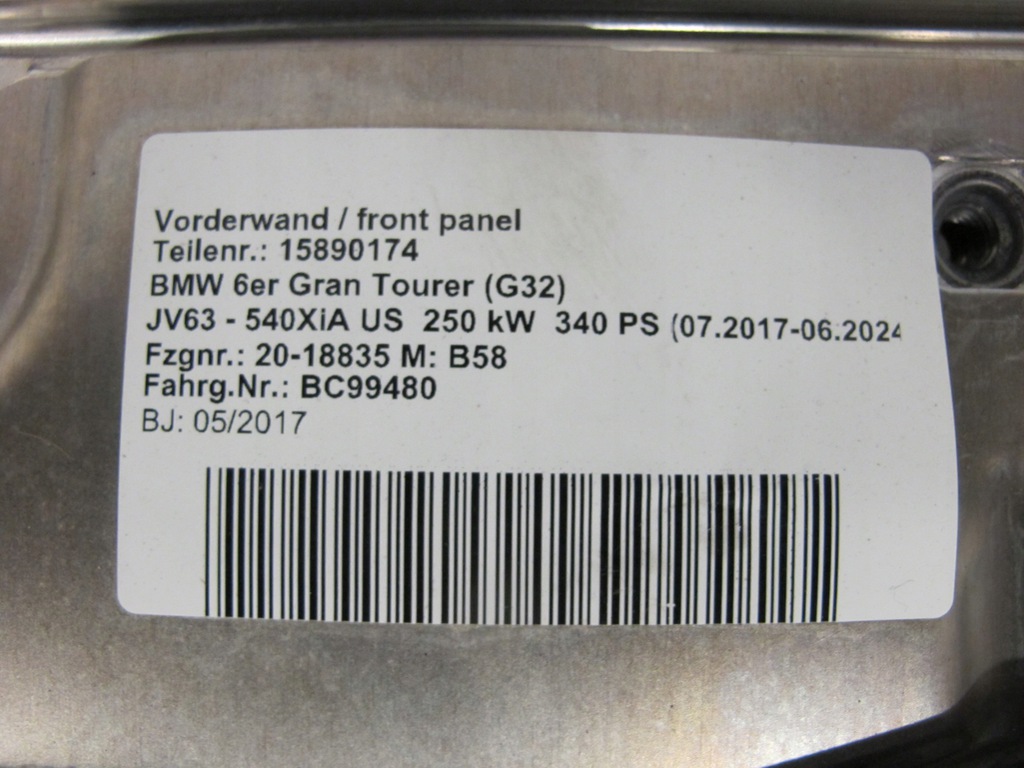 Vorderwand / front panel
Teilenr.: 15890174
BMW 6er Gran Tourer (G32)
JV63 - 540XiA US 250 kW 340 PS (07.2017-06.2024
Fzgnr.: 20-18835 M: B58
Fahrg.Nr.: BC99480
BJ: 05/2017